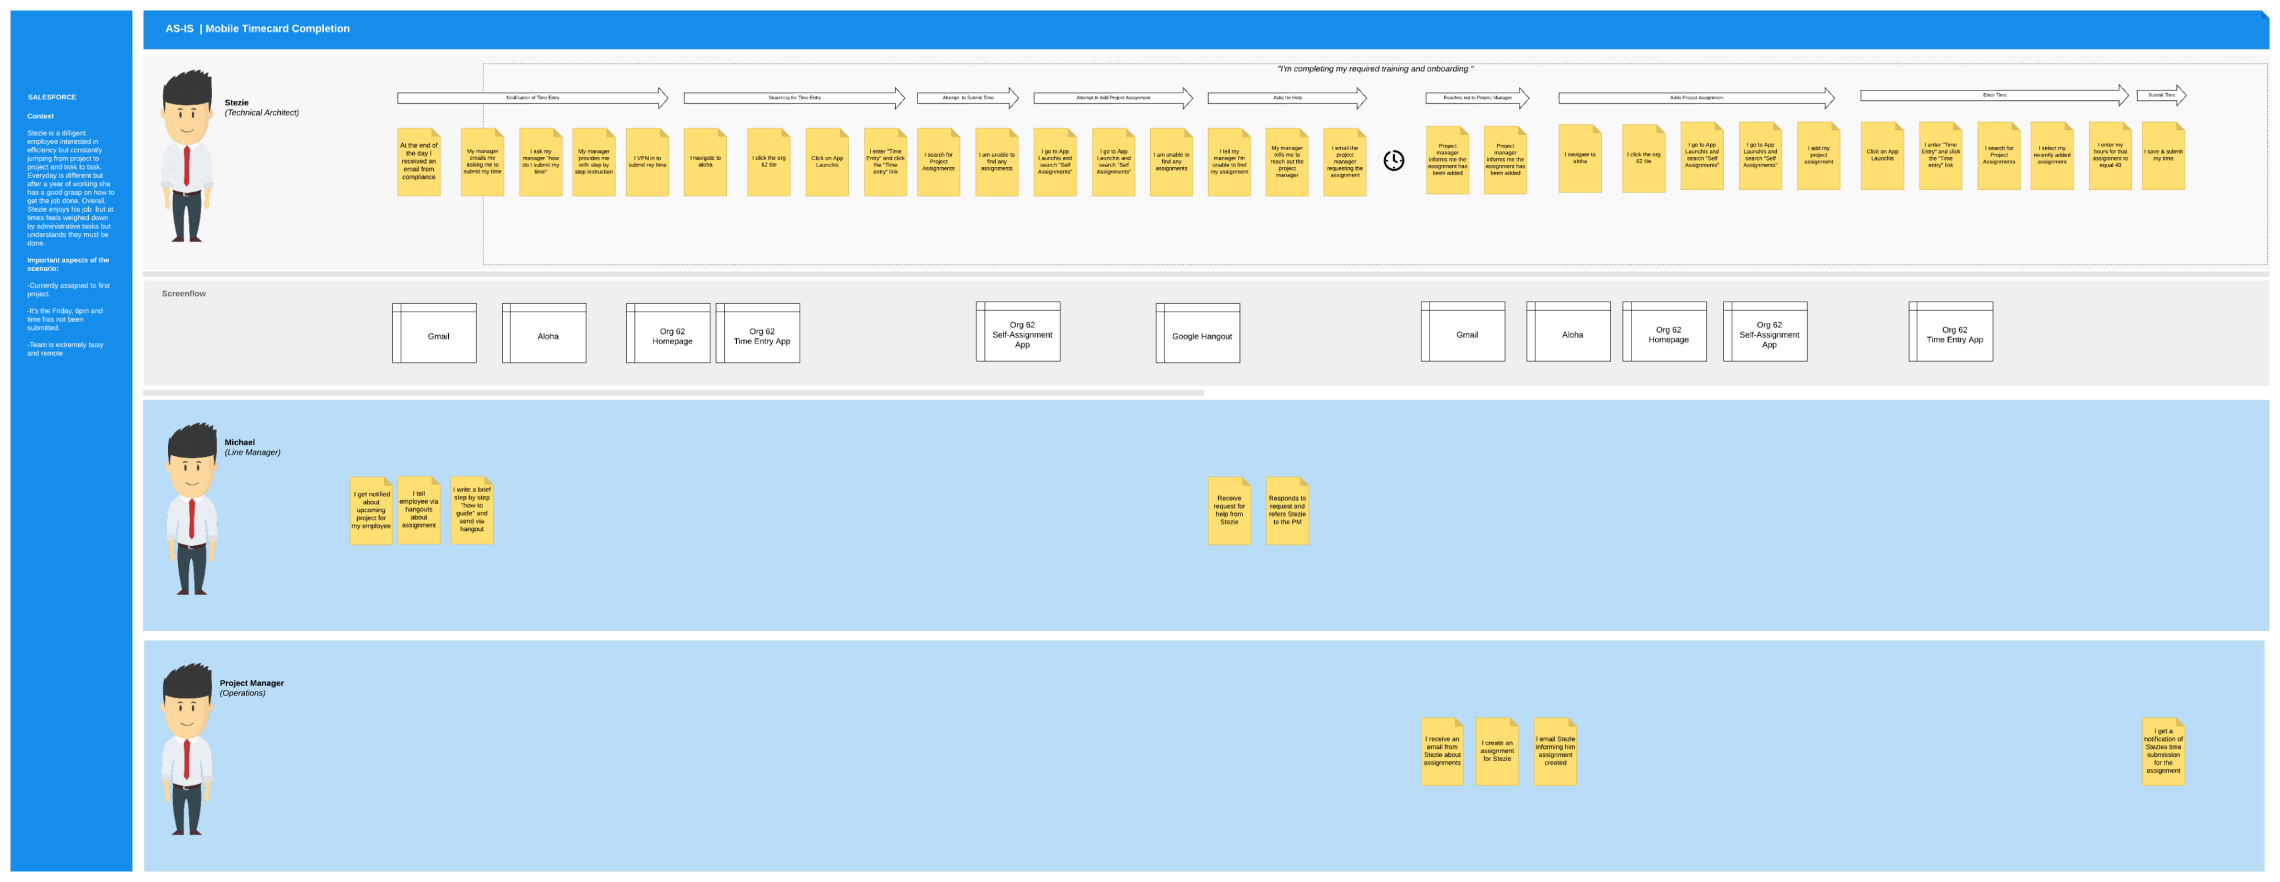 AS-IS | Mobile Timecard Completion
SALESFORCE
Context
Stezie is a dilligent
employee interested in
efficiency but constantly
jumping from project to
project and task to task.
Everyday is different but
after a year of working she
has a good grasp on how to
get the job done. Overall,
Stezie enjoys his job but at
times feels weighed down
by administrative tasks but
understands they must be
done.
Important aspects of the
scenario:
-Currently assigned to first
project.
-It's the Friday, 6pm and
time has not been
submitted.
-Team is extremely busy
and remote
Stezie
(Technical Architect)
"I'm completing my required training and onboarding."
Notification of Time Entry
Searching for Time Entry
Attempt to Submit Time
Attempt to Add Project Assignment
Asks for Help
Reaches out to Project Manager
Adds Project Assignment
Enter Time
Submit Time
At the end of
the day I
received an
email from
compliance
My manager
emails me
asking me to
submit my time
I ask my
manager "how
do I submit my
time"
My manager
provides me
with step by
step instruction
I VPN in to
submit my time
I navigate to
aloha
I click the org
62 tile
Click on App
Launchis
I enter "Time
Entry" and click
the "Time
entry" link
I search for
Project
Assignments
I am unable to
find any
assignments
I go to App
Launchis and
search "Self
Assignments"
I go to App
Launchis and
search "Self
Assignments"
I am unable to
find any
assignments
I tell my
manager I'm
unable to find
my assignment
My manager
tells me to
reach out the
project
manager
I email the
project
manager
requesting the
assignment
Project
manager
informs me the
assignment has
been added
Project
manager
informs me the
assignment has
been added
I navigate to
aloha
I click the org
62 tile
I go to App
Launchis and
search "Self
Assignments"
I go to App
Launchis and
search "Self
Assignments"
I add my
project
assignment
Click on App
Launchis
I enter "Time
Entry" and click
the "Time
entry" link
I search for
Project
Assignments
I select my
recently added
assignment
I enter my
hours for that
assignment to
equal 40
I save & submit
my time
Screenflow
Gmail
Aloha
Org 62
Homepage
Org 62
Time Entry App
Org 62
Self-Assignment
App
Google Hangout
Gmail
Aloha
Org 62
Homepage
Org 62
Self-Assignment
App
Org 62
Time Entry App
Michael
(Line Manager)
I get notified
about
upcoming
project for
my employee
I tell
employee via
hangouts
about
assignment
I write a brief
step by step
"how to
guide" and
send via
hangout
Receive
request for
help from
Stezie
Responds to
request and
refers Stezie
to the PM
Project Manager
(Operations)
I receive an
email from
Stezie about
assignments
I create an
assignment
for Stezie
I email Stezie
informing him
assignment
created
I get a
notification of
Stezies time
submission
for the
assignment